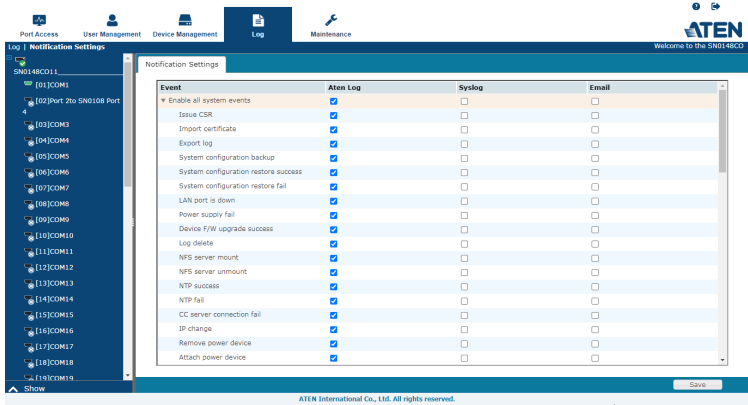 Port Access User Management Device Management Log Maintenance
ATEN
Log | Notification Settings Welcome to the SN0148CO
SN0148CO11
[01]COM1
[02]Port 2to SN0108 Port
4
[03]COM3
[04]COM4
[05]COM5
[06]COM6
[07]COM7
[08]COM8
[09]COM9
[10]COM10
[11]COM11
[12]COM12
[13]COM13
[14]COM14
[15]COM15
[16]COM16
[17]COM17
[18]COM18
[19]COM19
Show
Notification Settings
Event Aten Log Syslog Email
Enable all system events
Issue CSR
Import certificate
Export log
System configuration backup
System configuration restore success
System configuration restore fail
LAN port is down
Power supply fail
Device F/W upgrade success
Log delete
NFS server mount
NFS server unmount
NTP success
NTP fail
CC server connection fail
IP change
Remove power device
Attach power device
Save
ATEN International Co., Ltd. All rights reserved.